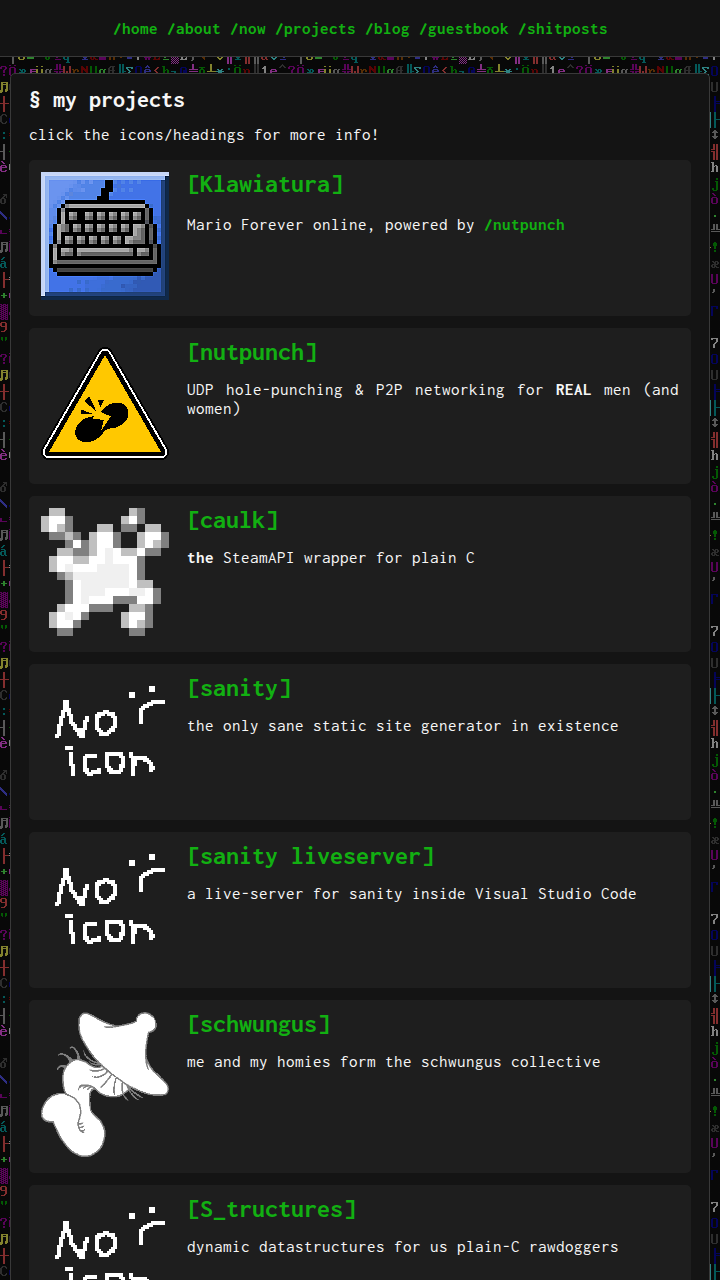 /home /about /now /projects /blog /guestbook /shitposts
§ my projects
click the icons/headings for more info!
[Klawiatura]
Mario Forever online, powered by /nutpunch
[nutpunch]
UDP hole-punching & P2P networking for REAL men (and
women)
[caulk]
the SteamAPI wrapper for plain C
[sanity]
the only sane static site generator in existence
No
icon
[sanity liveserver]
a live-server for sanity inside Visual Studio Code
No
icon
[schwungus]
me and my homies form the schwungus collective
[S_tructures]
dynamic datastructures for us plain-C rawdoggers
No
icon